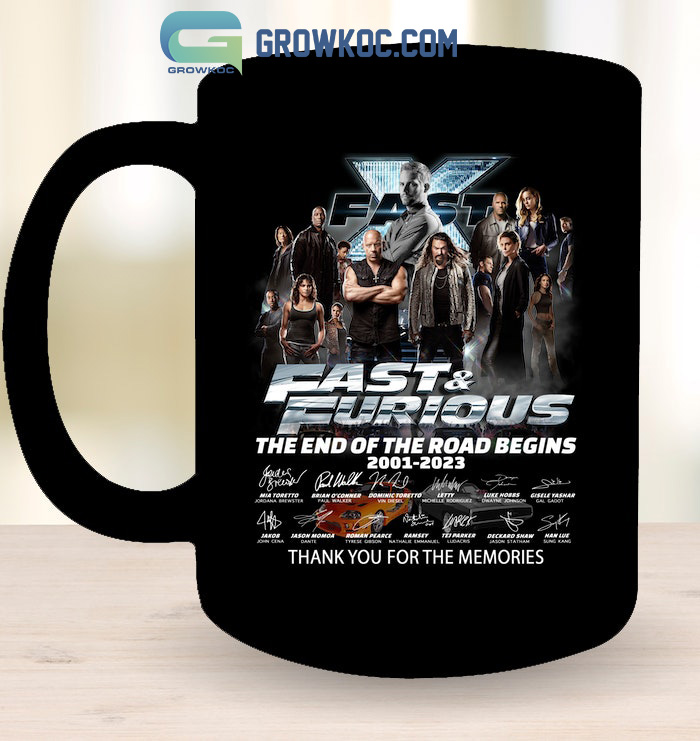 GROWKOC
GROWKOC.COM
FAST
X
FAST &
FURIOUS
THE END OF THE ROAD BEGINS
2001-2023
MIA TORETTO BRIAN O'CONNER DOMINIC TORETTO LETTY LUKE HOBBS GISELE YASHAR
JORDANA BREWSTER PAUL WALKER VIN DIESEL MICHELLE RODRIGUEZ DWAYNE JOHNSON GAL GADOT
JAKOB JASON MOMOA ROMAN PEARCE RAMSEY TEJ PARKER DECKARD SHAW HAN LUE
JOHN CENA DANTE TYRESE GIBSON NATHALIE EMMANUEL LUDACRIS JASON STATHAM SUNG KANG
THANK YOU FOR THE MEMORIES